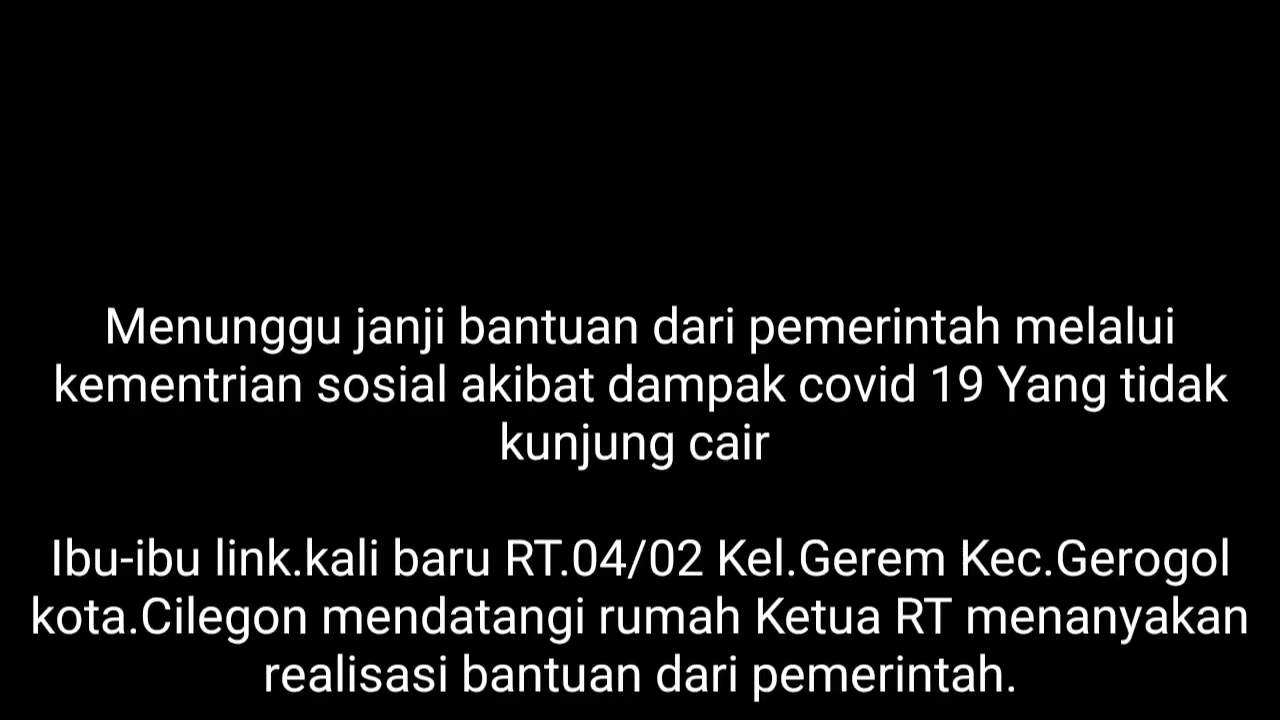 Menunggu janji bantuan dari pemerintah melalui
kementrian sosial akibat dampak covid 19 Yang tidak
kunjung cair
Ibu-ibu link.kali baru RT.04/02 Kel.Gerem Kec.Gerogol
kota.Cilegon mendatangi rumah Ketua RT menanyakan
realisasi bantuan dari pemerintah.